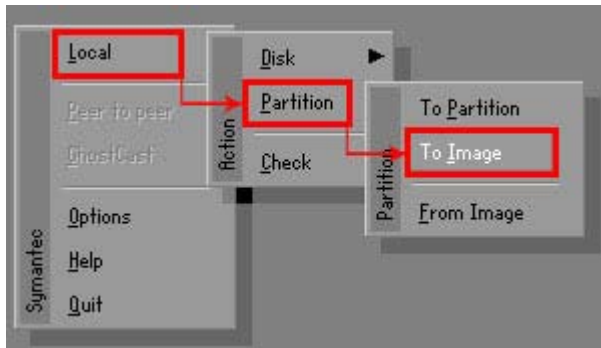 Local
Peer to peer
GhostCast
Options
Help
Quit
Symantec
Disk
Partition
Check
Action
To Partition
To Image
From Image
Partition